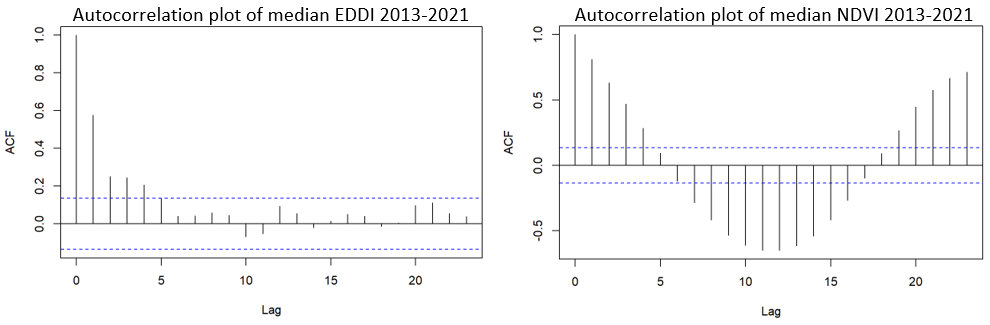 Autocorrelation plot of median EDDI 2013-2021
ACF
1.0
0.8
0.6
0.4
0.2
0.0
0 5 10 15 20
Lag
Autocorrelation plot of median NDVI 2013-2021
ACF
1.0
0.5
0.0
-0.5
0 5 10 15 20
Lag